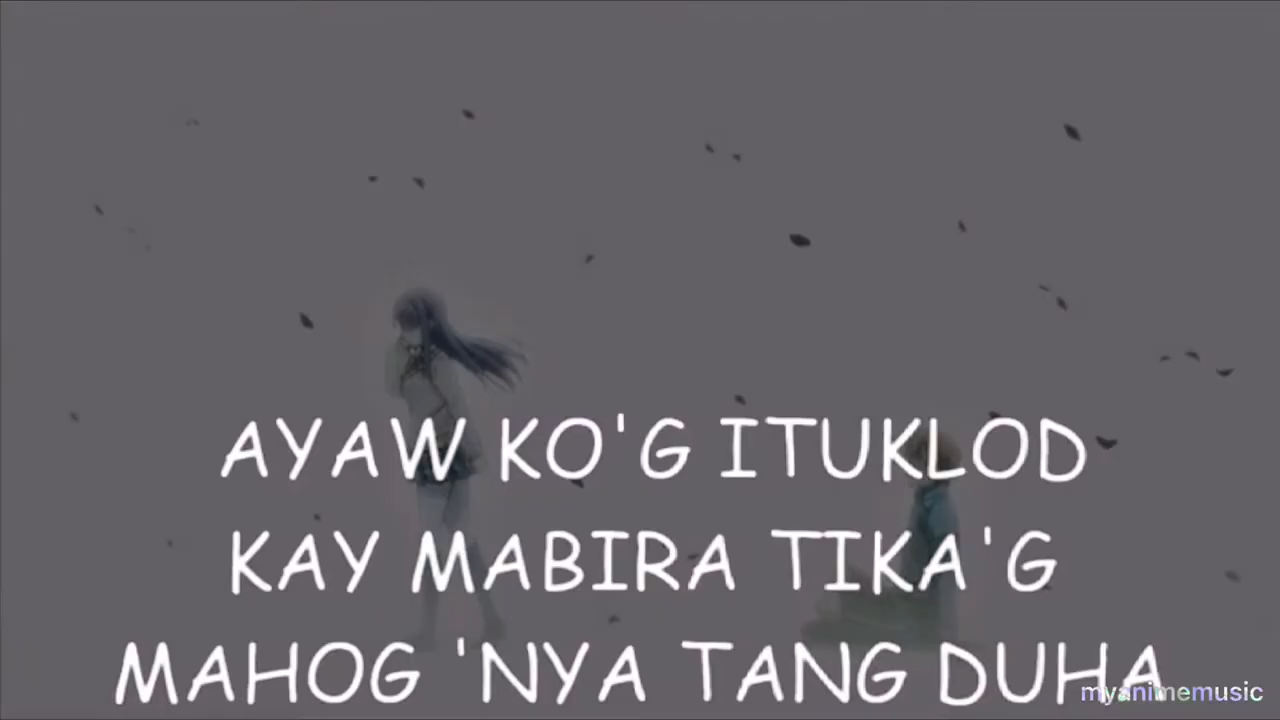 AYAW KO'G ITUKLOD
KAY MABIRA TIKA'G
MAHOG 'NYA TANG DUHA
myanimemusic